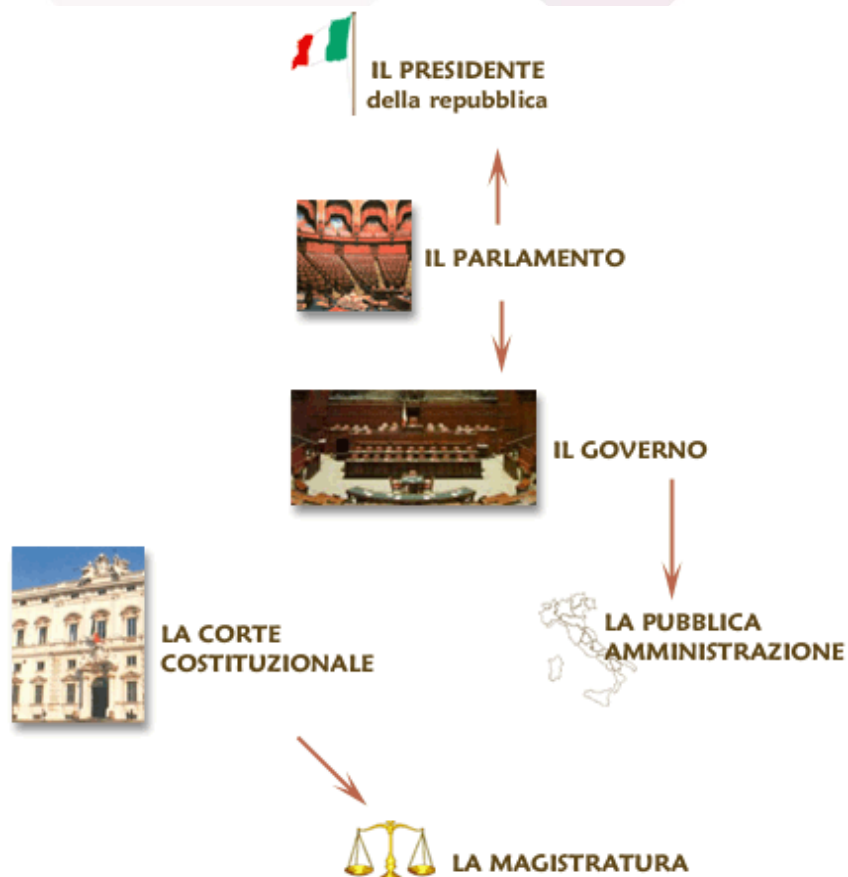 IL PRESIDENTE
della repubblica
IL PARLAMENTO
IL GOVERNO
LA CORTE
COSTITUZIONALE
LA PUBBLICA
AMMINISTRAZIONE
LA MAGISTRATURA